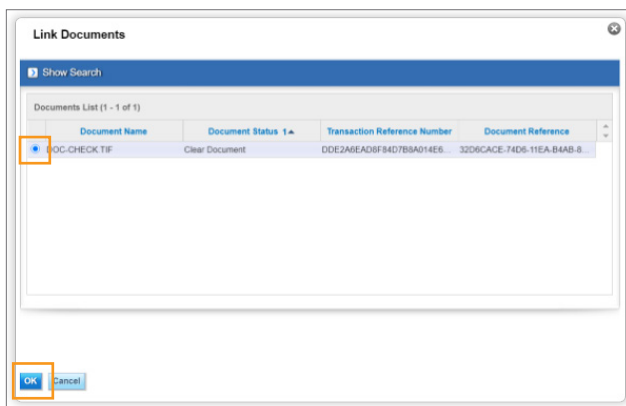 Link Documents
Show Search
Documents List (1 - 1 of 1)
Document Name Document Status 1 Transaction Reference Number Document Reference
DOC-CHECK.TIF Clear Document DDE2A6EAD8F84D7B8A014E6... 32D6CACE-74D6-11EA-B4AB-8...
OK Cancel